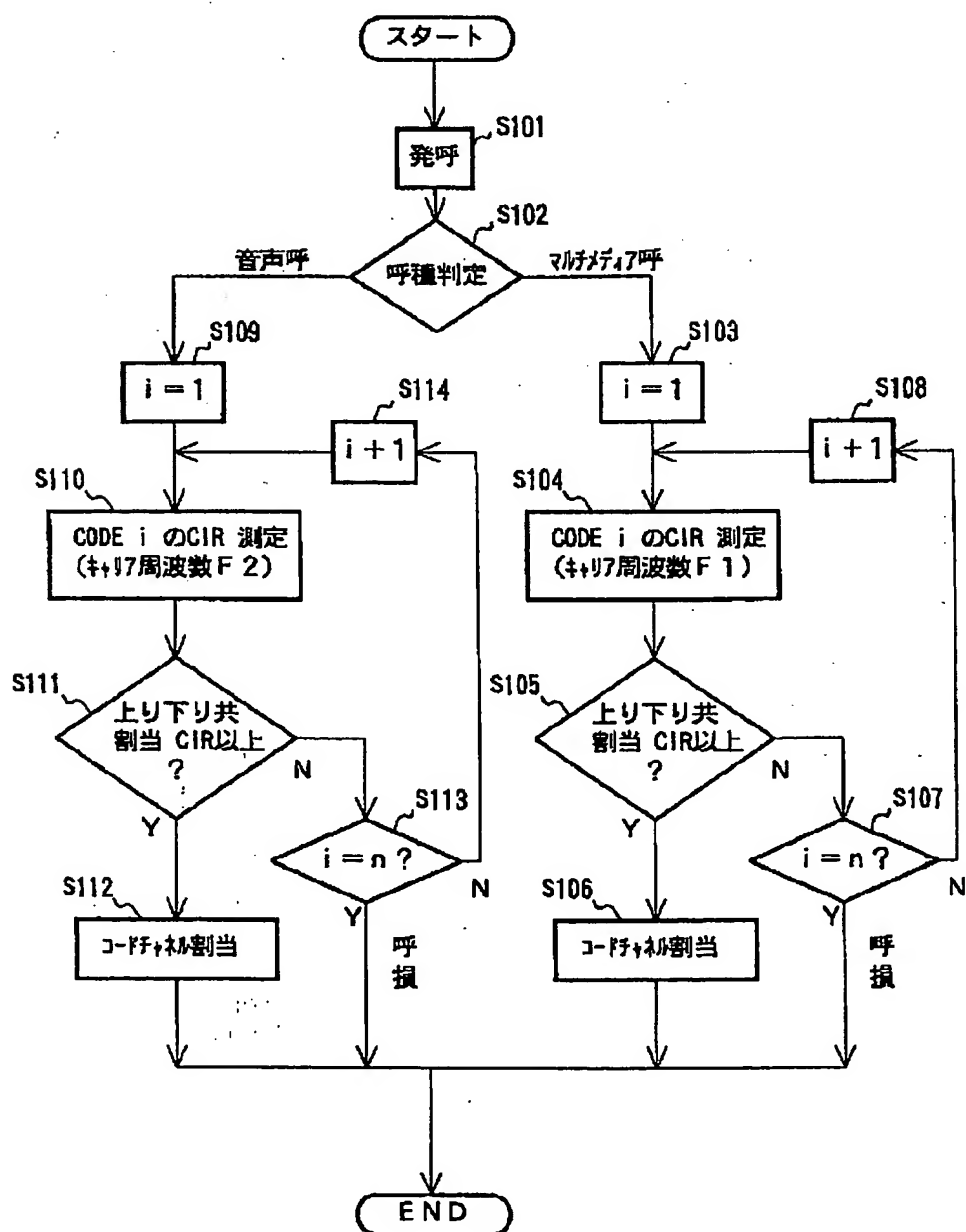 スタート
S101
発呼
S102
呼種判定
音声呼
マルチメディア呼
S109
i = 1
S103
i = 1
S114
i + 1
S108
i + 1
S110
CODE i のCIR 測定
(キャリア周波数F 2)
S104
CODE i のCIR 測定
(キャリア周波数F 1)
S111
上り下り共
割当 CIR以上
?
N
Y
S105
上り下り共
割当 CIR以上
?
N
Y
S113
i = n ?
N
Y
S107
i = n ?
N
Y
S112
コードチャネル割当
呼
損
S106
コードチャネル割当
呼
損
END